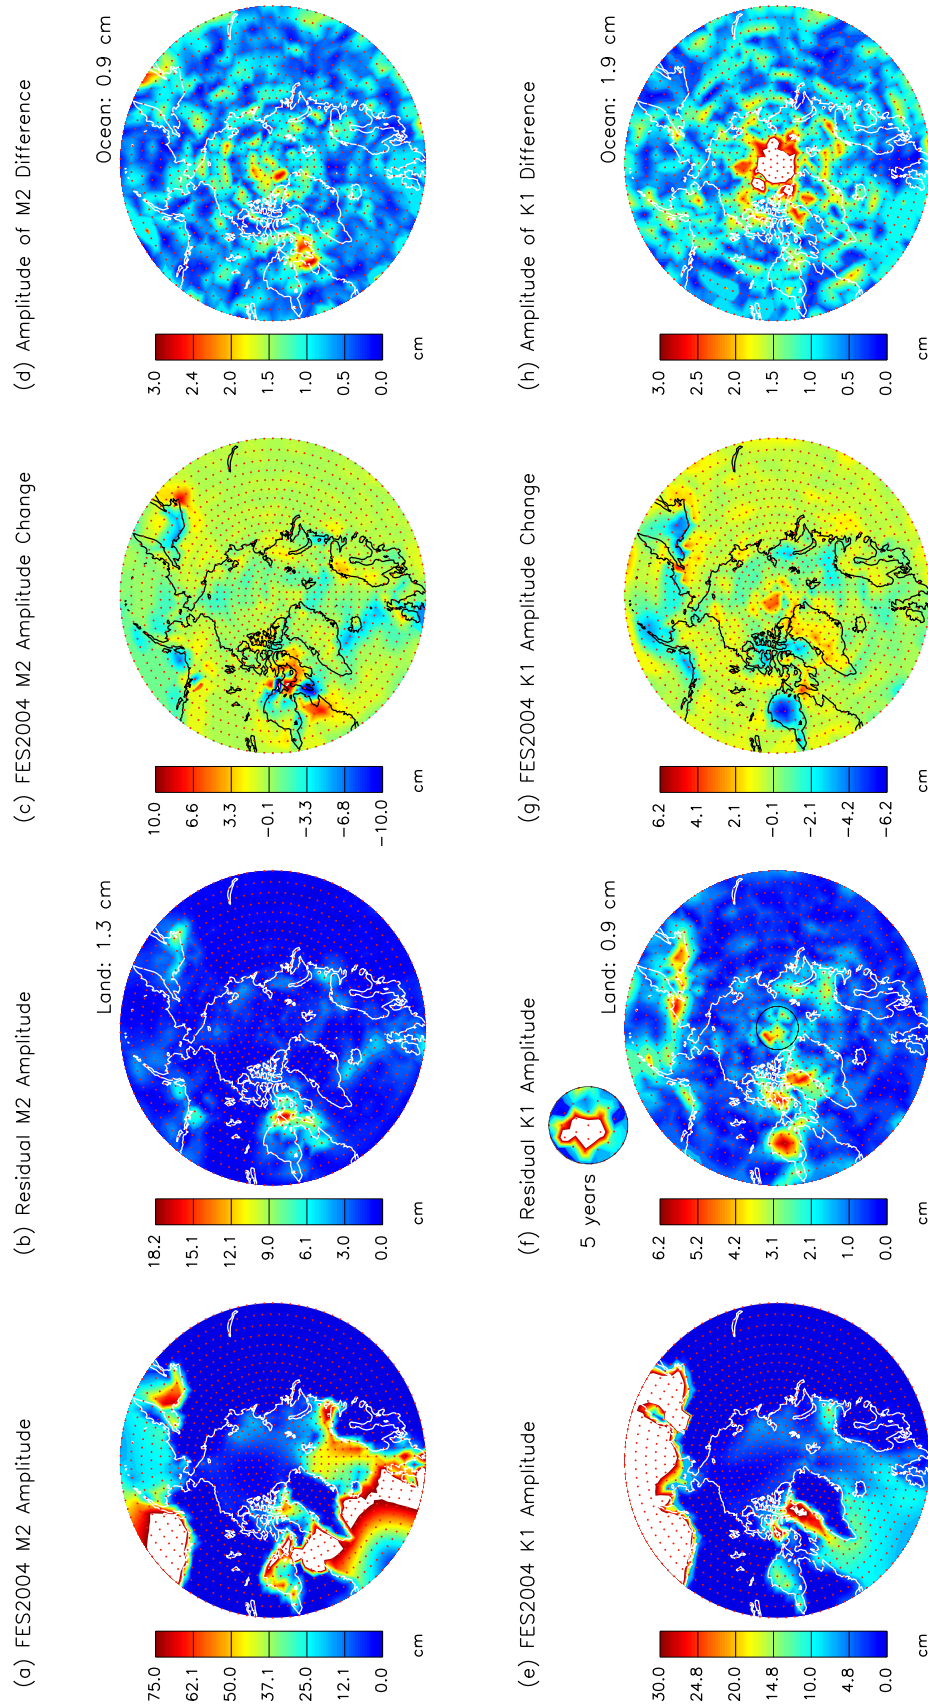 (a) FES2004 M2 Amplitude
75.0
62.1
50.0
37.1
25.0
12.1
0.0
cm
(b) Residual M2 Amplitude
Land: 1.3 cm
18.2
15.1
12.1
9.0
6.1
3.0
0.0
cm
(c) FES2004 M2 Amplitude Change
10.0
6.6
3.3
−0.1
−3.3
−6.8
−10.0
cm
(d) Amplitude of M2 Difference
Ocean: 0.9 cm
3.0
2.4
2.0
1.5
1.0
0.5
0.0
cm
(e) FES2004 K1 Amplitude
30.0
24.8
20.0
14.8
10.0
4.8
0.0
cm
(f) Residual K1 Amplitude
5 years
Land: 0.9 cm
6.2
5.2
4.2
3.1
2.1
1.0
0.0
cm
(g) FES2004 K1 Amplitude Change
6.2
4.1
2.1
−0.1
−2.1
−4.2
−6.2
cm
(h) Amplitude of K1 Difference
Ocean: 1.9 cm
3.0
2.4
2.0
1.5
1.0
0.5
0.0
cm